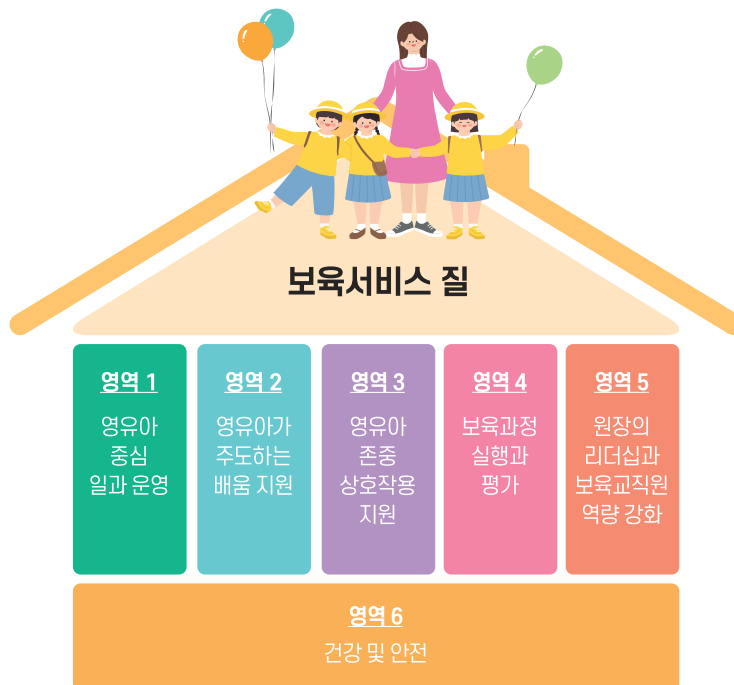 보육서비스 질
영역 1
영유아
중심
일과 운영
영역 2
영유아가
주도하는
배움 지원
영역 3
영유아
존중
상호작용
지원
영역 4
보육과정
실행과
평가
영역 5
원장의
리더십과
보육교직원
역량 강화
영역 6
건강 및 안전